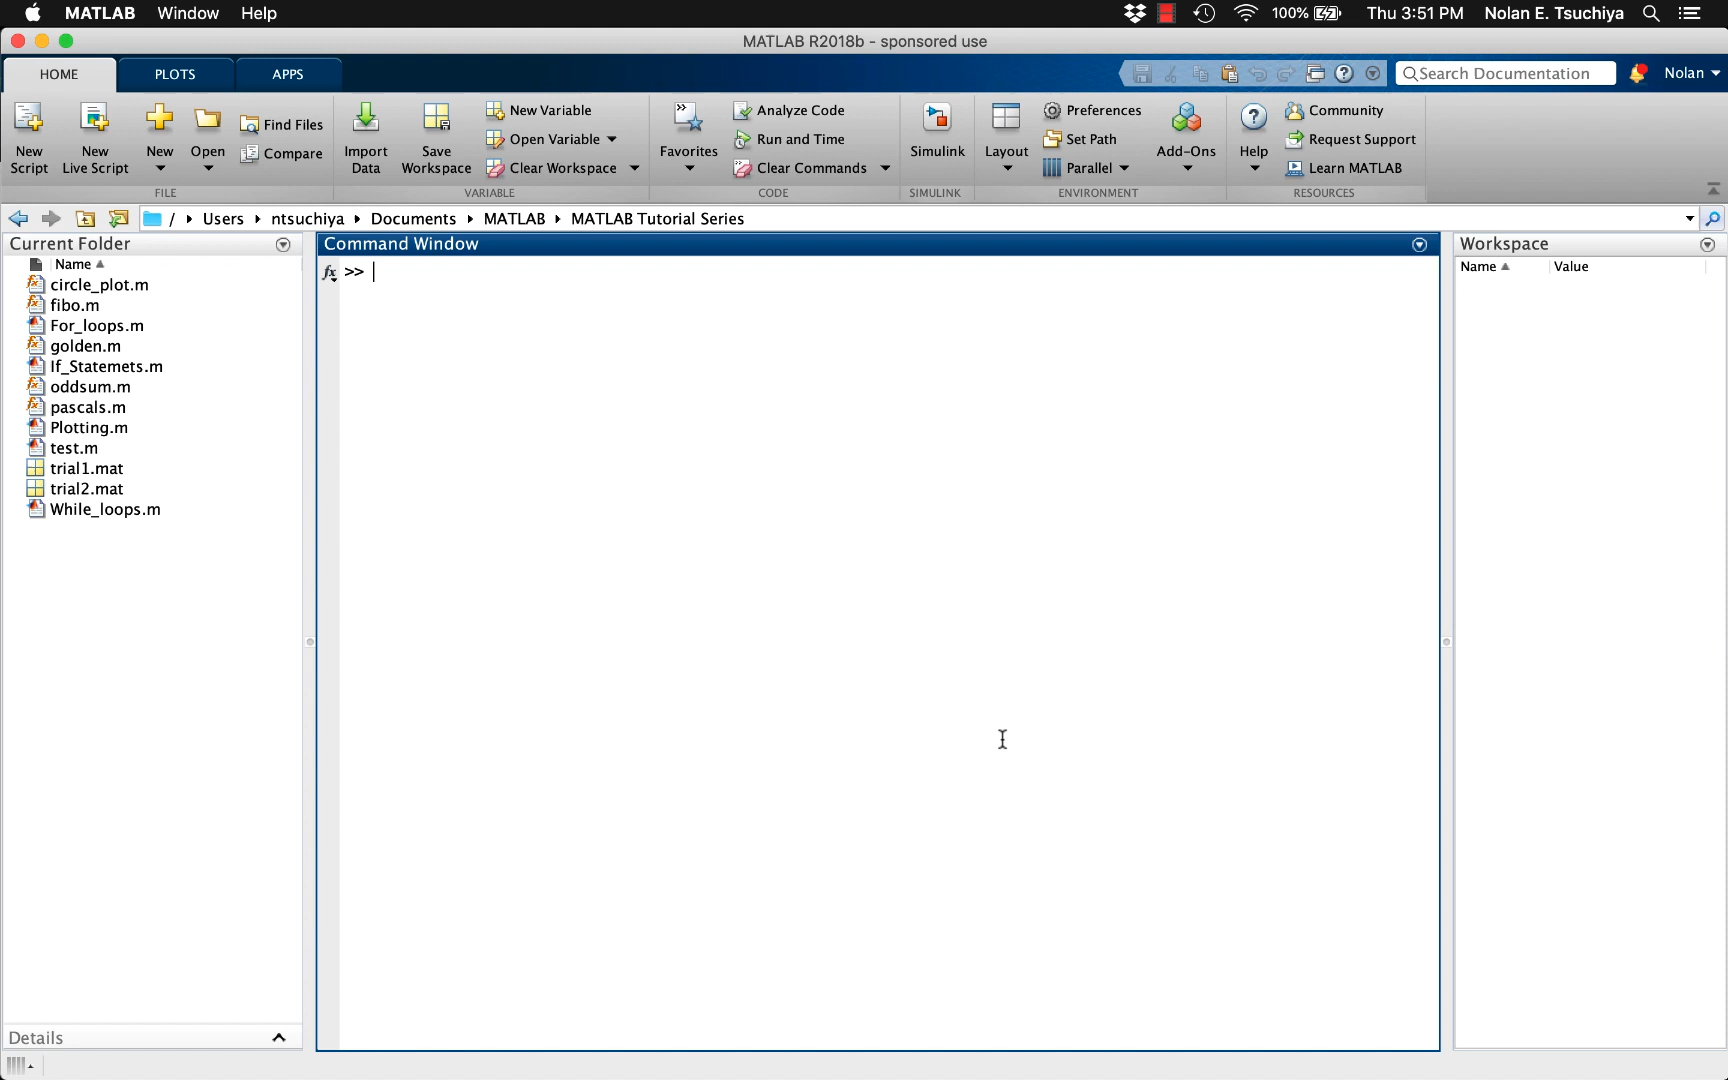 MATLAB Window Help 100% Thu 3:51 PM Nolan E. Tsuchiya
MATLAB R2018b - sponsored use
HOME PLOTS APPS Search Documentation Nolan
New Script
New Live Script
New
Open
Find Files
Compare
FILE
Import Data
Save Workspace
New Variable
Open Variable
Clear Workspace
VARIABLE
Favorites
Analyze Code
Run and Time
Clear Commands
CODE
Simulink
SIMULINK
Layout
Preferences
Set Path
Parallel
Add-Ons
ENVIRONMENT
Help
Community
Request Support
Learn MATLAB
RESOURCES
/ Users ntsuchiya Documents MATLAB MATLAB Tutorial Series
Current Folder
Name
circle_plot.m
fibo.m
For_loops.m
golden.m
If_Statemets.m
oddsum.m
pascals.m
Plotting.m
test.m
trial1.mat
trial2.mat
While_loops.m
Details
Command Window
fx >>
Workspace
Name Value